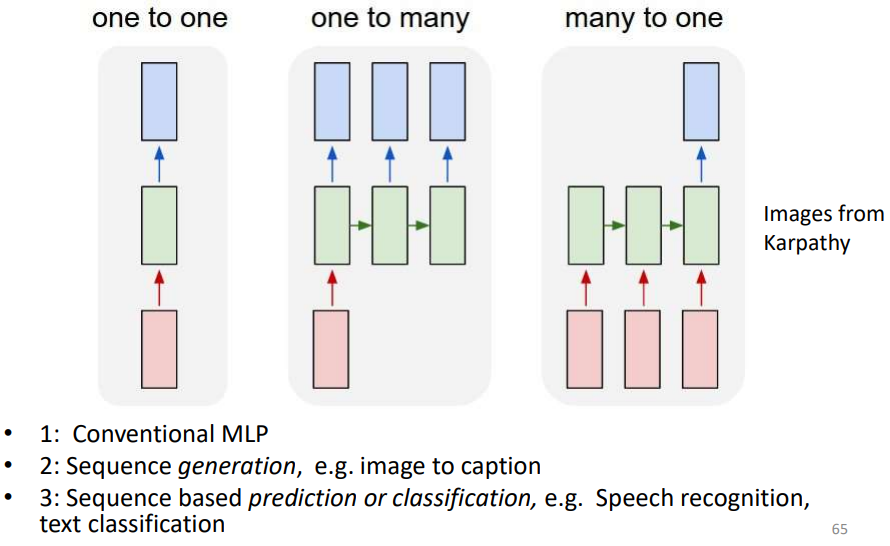 one to one one to many many to one
Images from
Karpathy
• 1: Conventional MLP
• 2: Sequence generation, e.g. image to caption
• 3: Sequence based prediction or classification, e.g. Speech recognition,
text classification
65